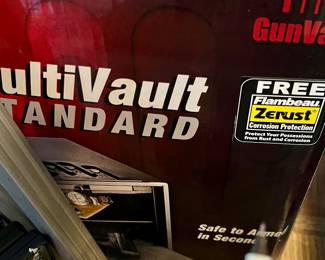 GunVa
ultiVault
TANDARD
FREE
Flambeau
Zerust
Corrosion Protection
Protect Your Possessions
from Rust and Corrosion
Safe to Armed
in Secon